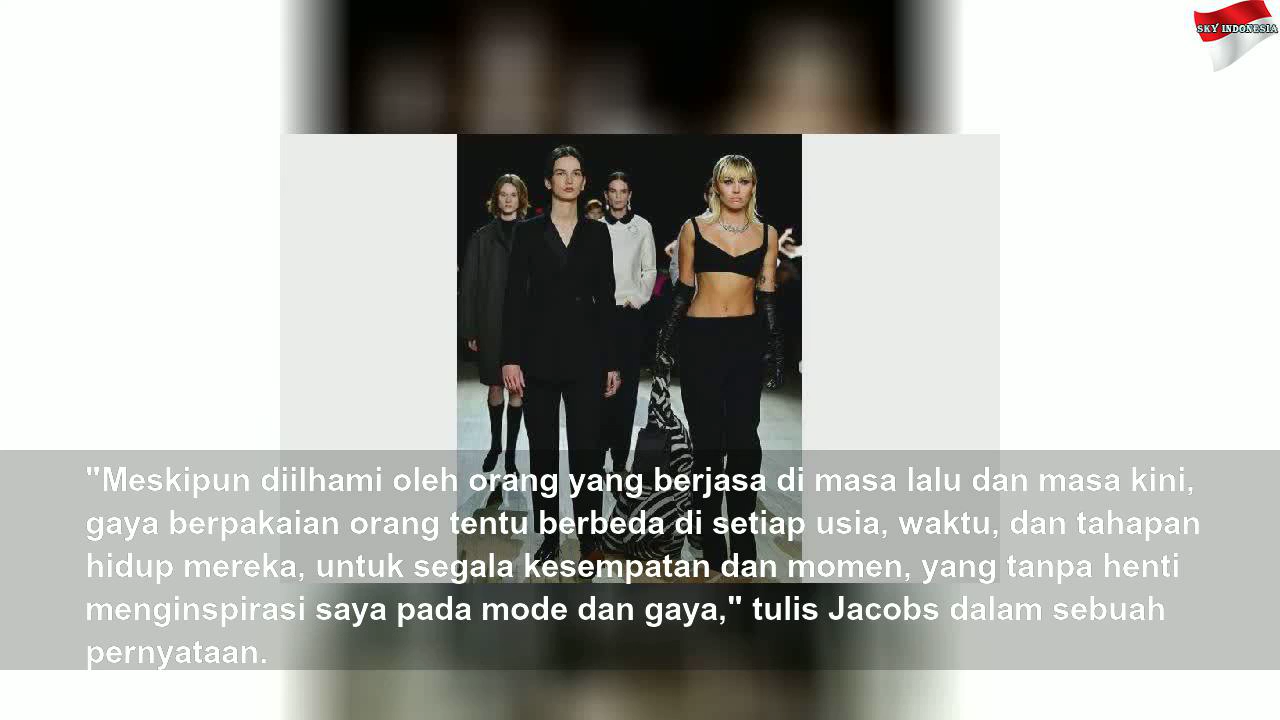 SKY INDONESIA
"Meskipun diilhami oleh orang yang berjasa di masa lalu dan masa kini,
gaya berpakaian orang tentu berbeda di setiap usia, waktu, dan tahapan
hidup mereka, untuk segala kesempatan dan momen, yang tanpa henti
menginspirasi saya pada mode dan gaya," tulis Jacobs dalam sebuah
pernyataan.